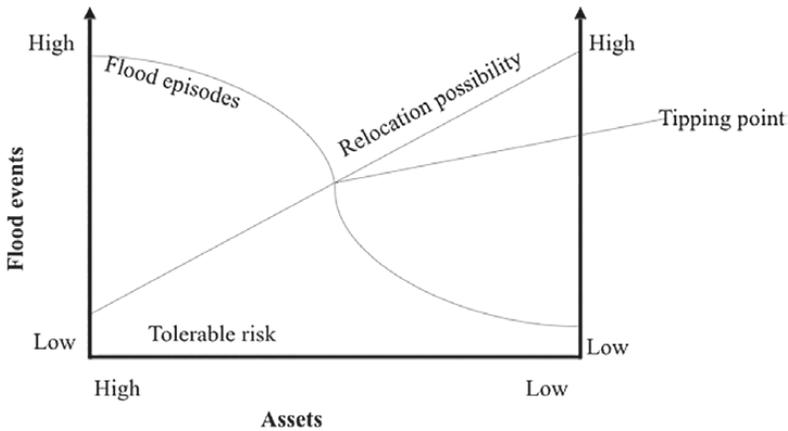 High
High
Flood episodes
Relocation possibility
Tipping point
Flood events
Tolerable risk
Low
Low
High
Low
Assets